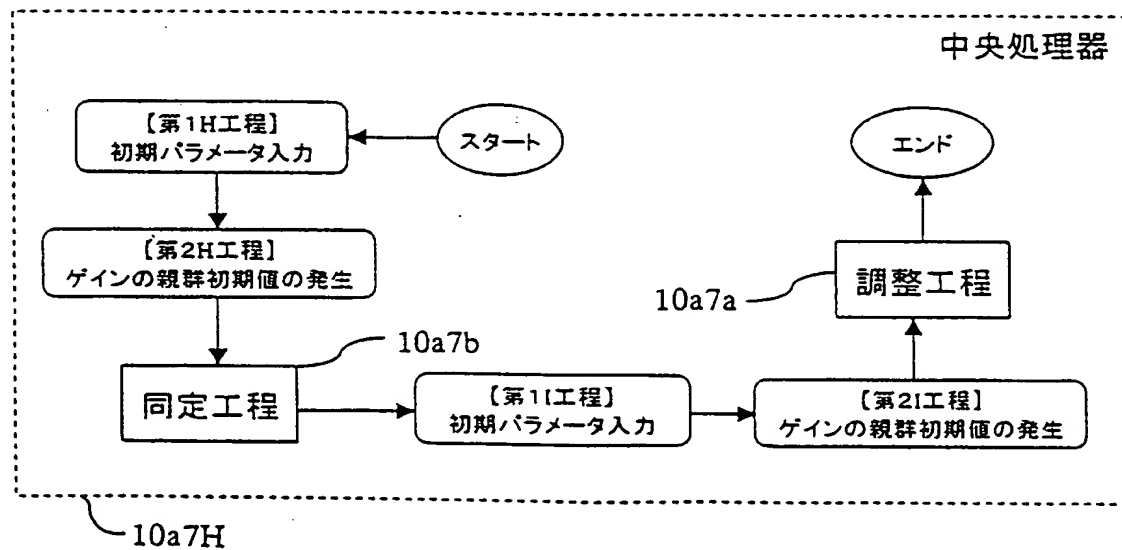 中央処理器
スタート
【第1H工程】
初期パラメータ入力
【第2H工程】
ゲインの親群初期値の発生
10a7b
同定工程
【第1I工程】
初期パラメータ入力
【第2I工程】
ゲインの親群初期値の発生
10a7a
調整工程
エンド
10a7H